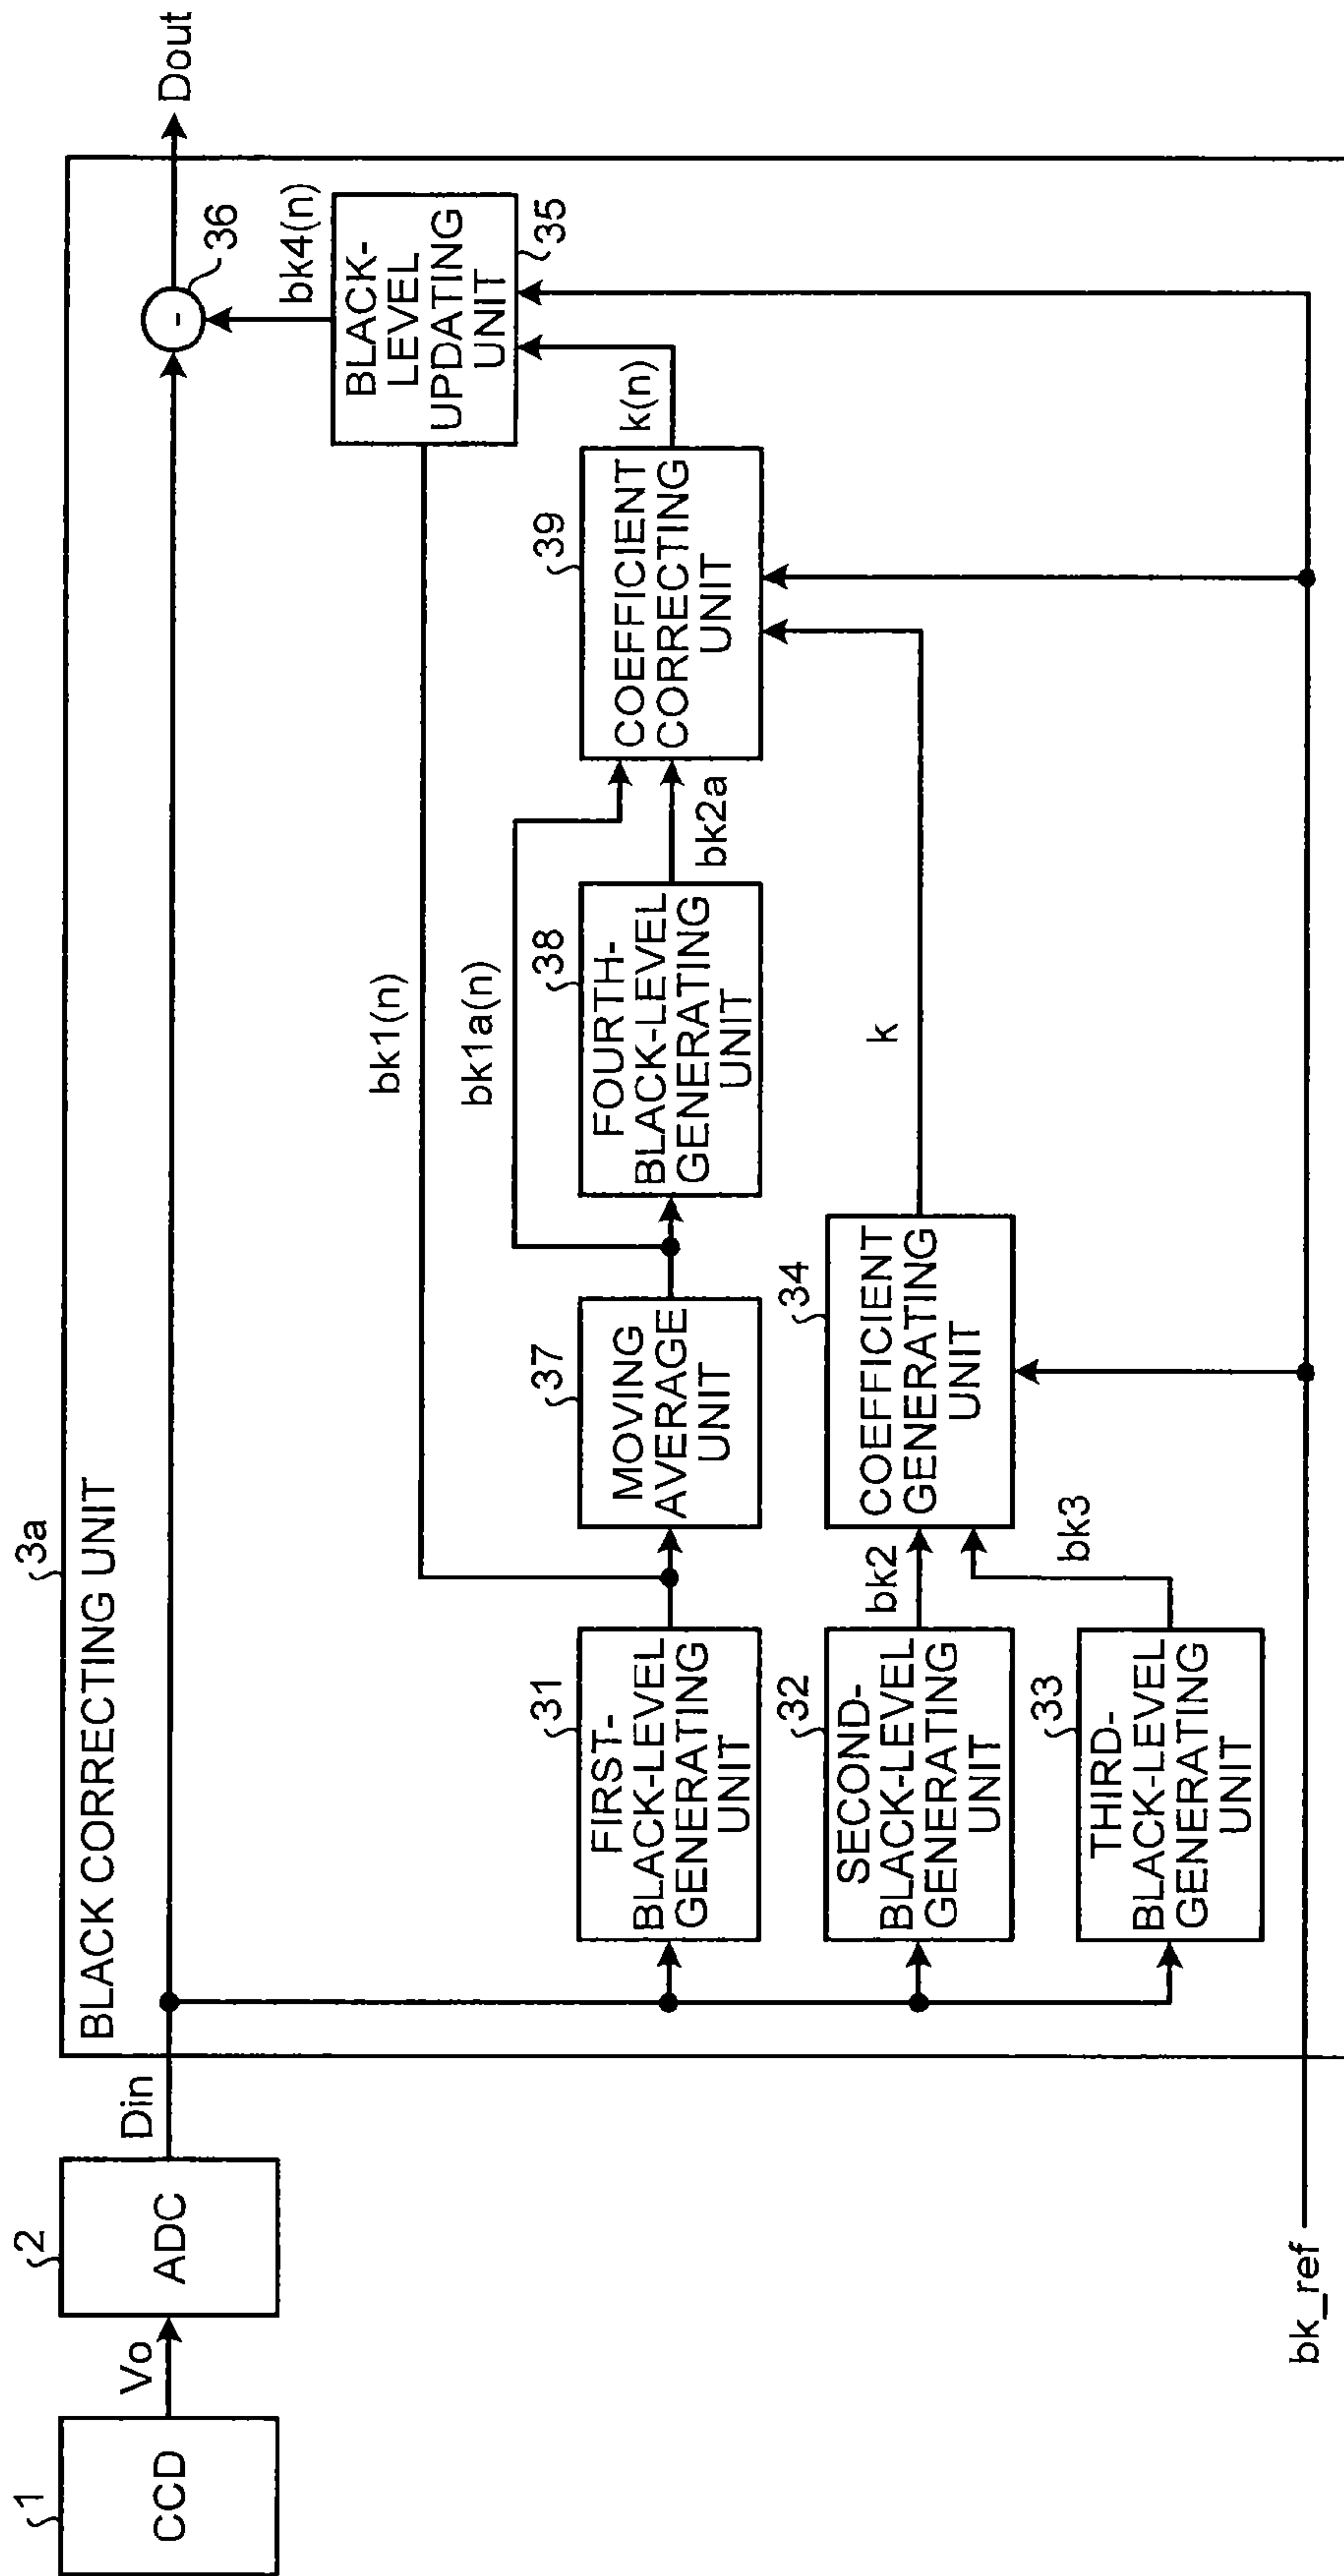 1
CCD
Vo
2
ADC
Din
3a
BLACK CORRECTING UNIT
Dout
36
-
bk4(n)
BLACK-
LEVEL
UPDATING
UNIT
35
bk1(n)
bk1a(n)
31
FIRST-
BLACK-LEVEL
GENERATING
UNIT
37
MOVING
AVERAGE
UNIT
38
FOURTH-
BLACK-LEVEL
GENERATING
UNIT
bk2a
39
COEFFICIENT
CORRECTING
UNIT
k(n)
32
SECOND-
BLACK-LEVEL
GENERATING
UNIT
bk2
34
COEFFICIENT
GENERATING
UNIT
k
33
THIRD-
BLACK-LEVEL
GENERATING
UNIT
bk3
bk_ref